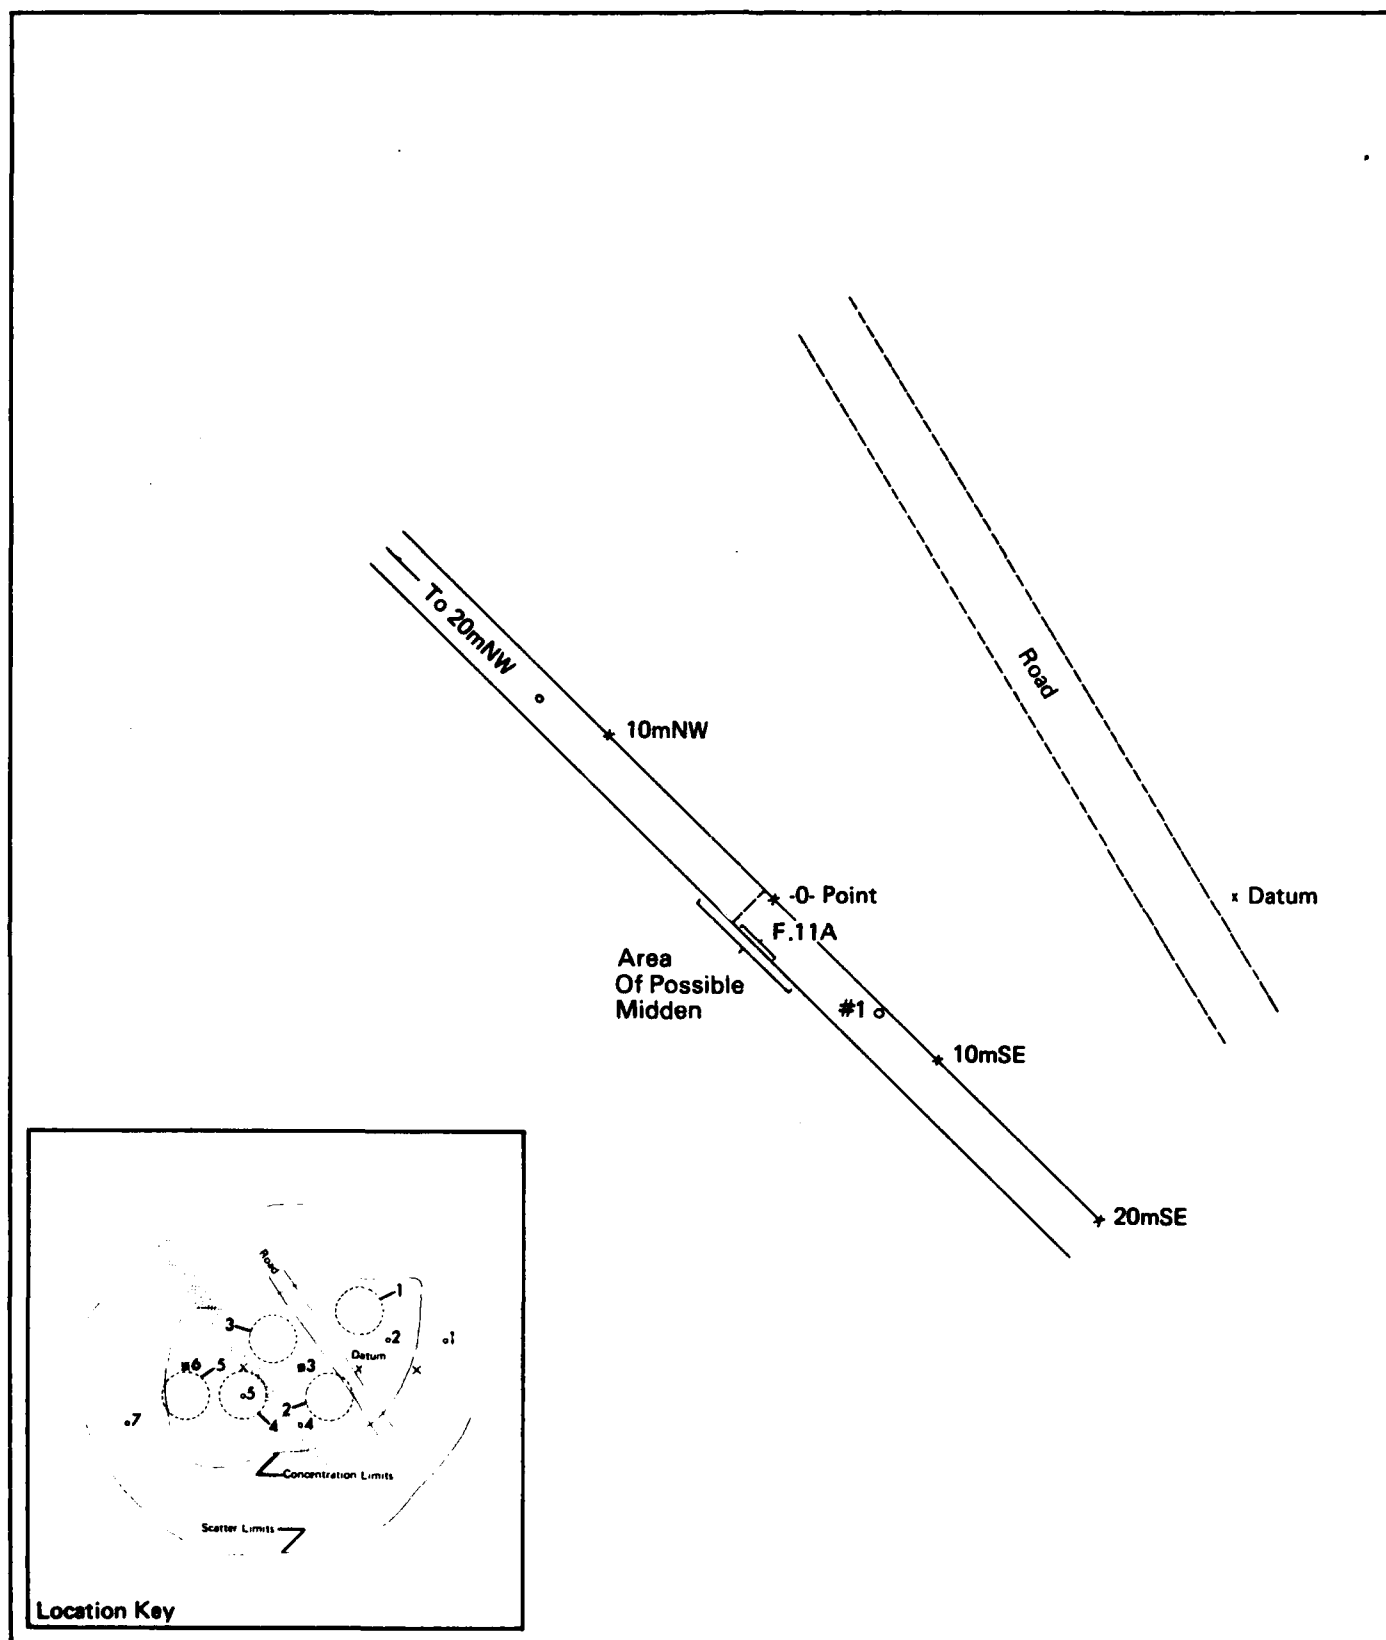 Road
To 20mNW
10mNW
-0- Point
Datum
F.11A
Area
Of Possible
Midden
#1
10mSE
20mSE
Road
1
3
2
1
Datum
6
5
3
5
2
7
4
4
Concentration Limits
Scatter Limits
Location Key